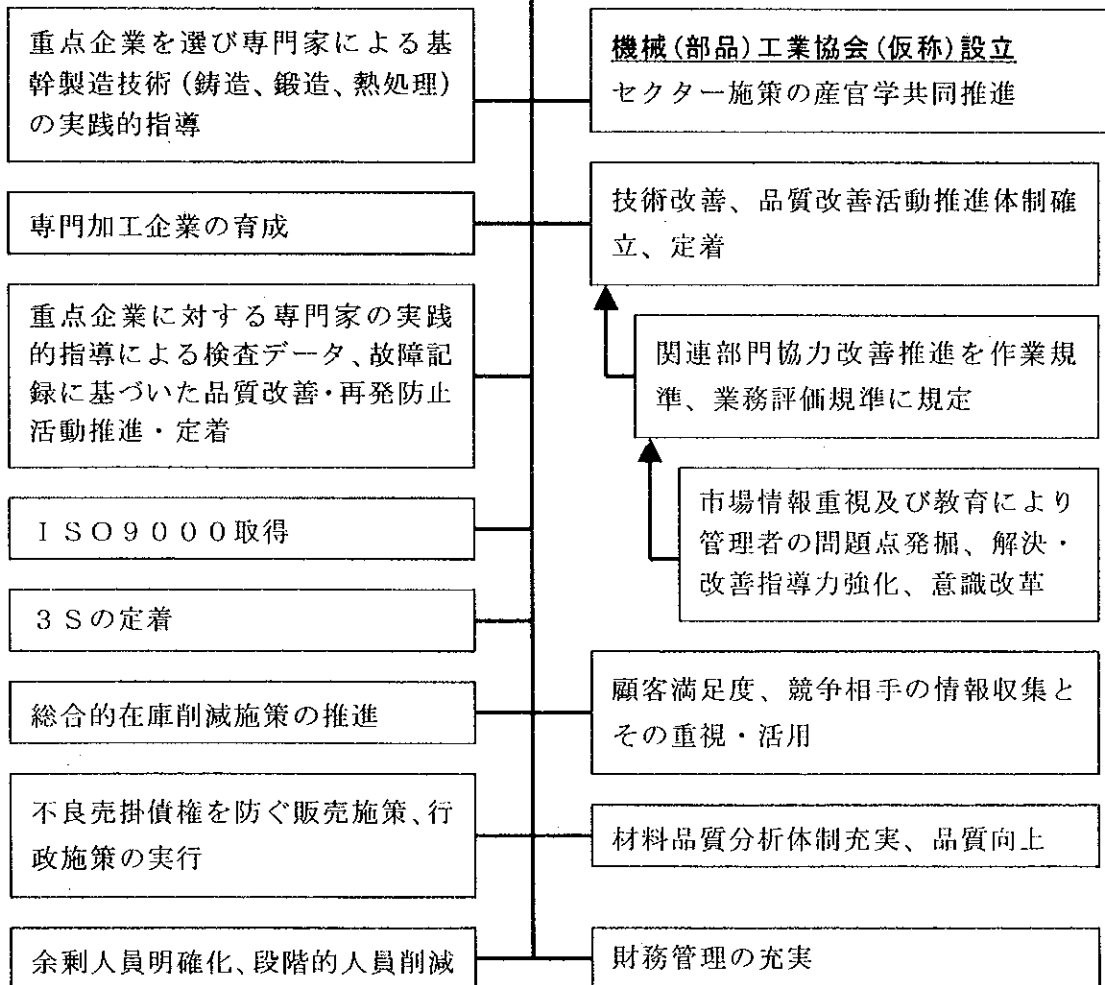 重点企業を選び専門家による基
幹製造技術(鋳造、鍛造、熱処理)
の実践的指導
専門加工企業の育成
重点企業に対する専門家の実践
的指導による検査データ、故障記
録に基づいた品質改善・再発防止
活動推進・定着
ISO9000取得
3Sの定着
総合的在庫削減施策の推進
不良売掛債権を防ぐ販売施策、行
政施策の実行
余剰人員明確化、段階的人員削減
機械(部品)工業協会(仮称)設立
セクター施策の産官学共同推進
技術改善、品質改善活動推進体制確
立、定着
関連部門協力改善推進を作業規
準、業務評価規準に規定
市場情報重視及び教育により
管理者の問題点発掘、解決・
改善指導力強化、意識改革
顧客満足度、競争相手の情報収集と
その重視・活用
材料品質分析体制充実、品質向上
財務管理の充実